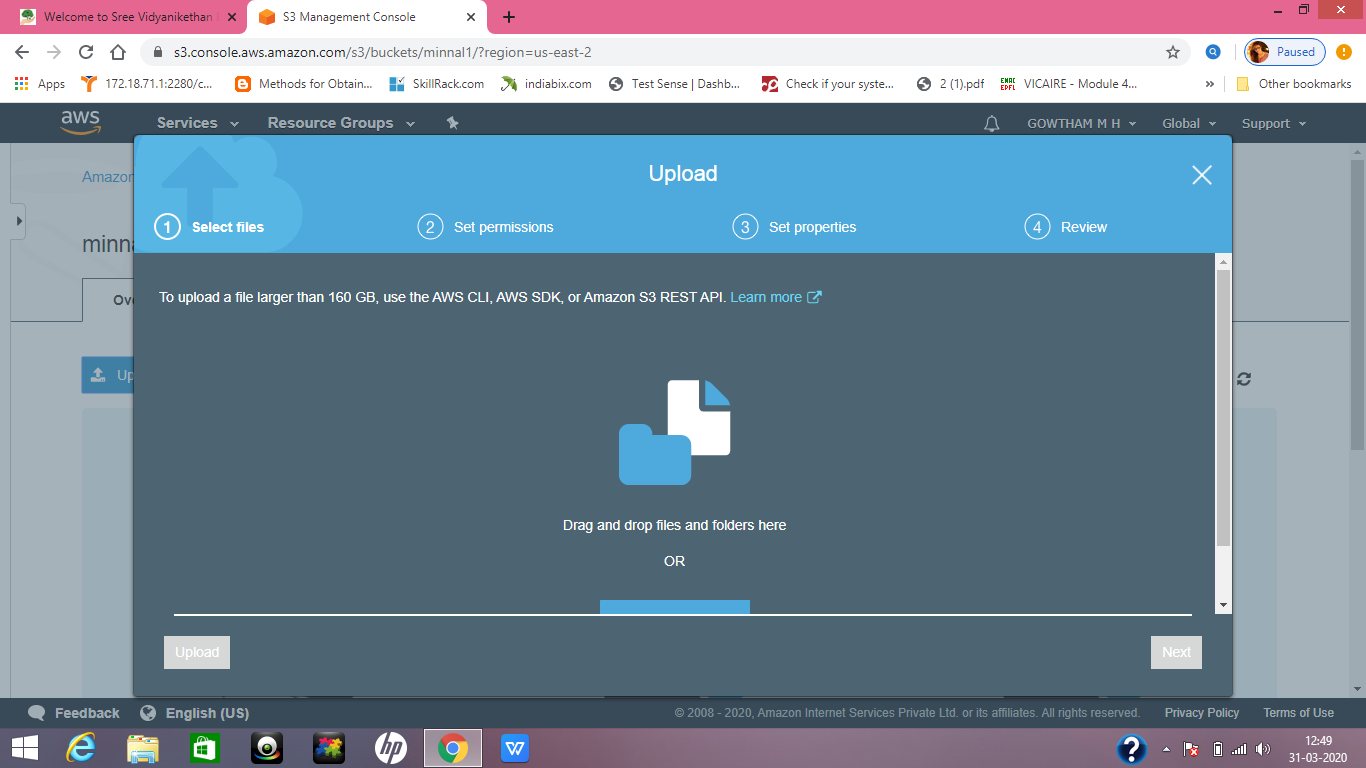 Welcome to Sree Vidyanikethan
S3 Management Console
s3.console.aws.amazon.com/s3/buckets/minnal1/?region=us-east-2
Paused
Apps
172.18.71.1:2280/c...
Methods for Obtain...
SkillRack.com
indiabix.com
Test Sense | Dashb...
Check if your syste...
2 (1).pdf
VICAIRE - Module 4...
»
Other bookmarks
aws
Services
Resource Groups
GOWTHAM M H
Global
Support
Amazon
Upload
minna
1 Select files
2 Set permissions
3 Set properties
4 Review
Ov
To upload a file larger than 160 GB, use the AWS CLI, AWS SDK, or Amazon S3 REST API. Learn more
Up
Drag and drop files and folders here
OR
Upload
Next
Feedback
English (US)
© 2008 - 2020, Amazon Internet Services Private Ltd. or its affiliates. All rights reserved.
Privacy Policy
Terms of Use
12:49
31-03-2020